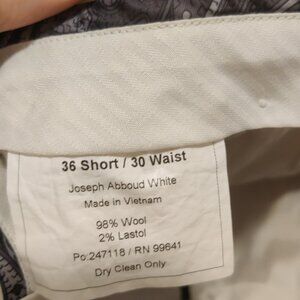 36 Short / 30 Waist
Joseph Abboud White
Made in Vietnam
98% Wool
2% Lastol
Po:247118 / RN 99641
Dry Clean Only